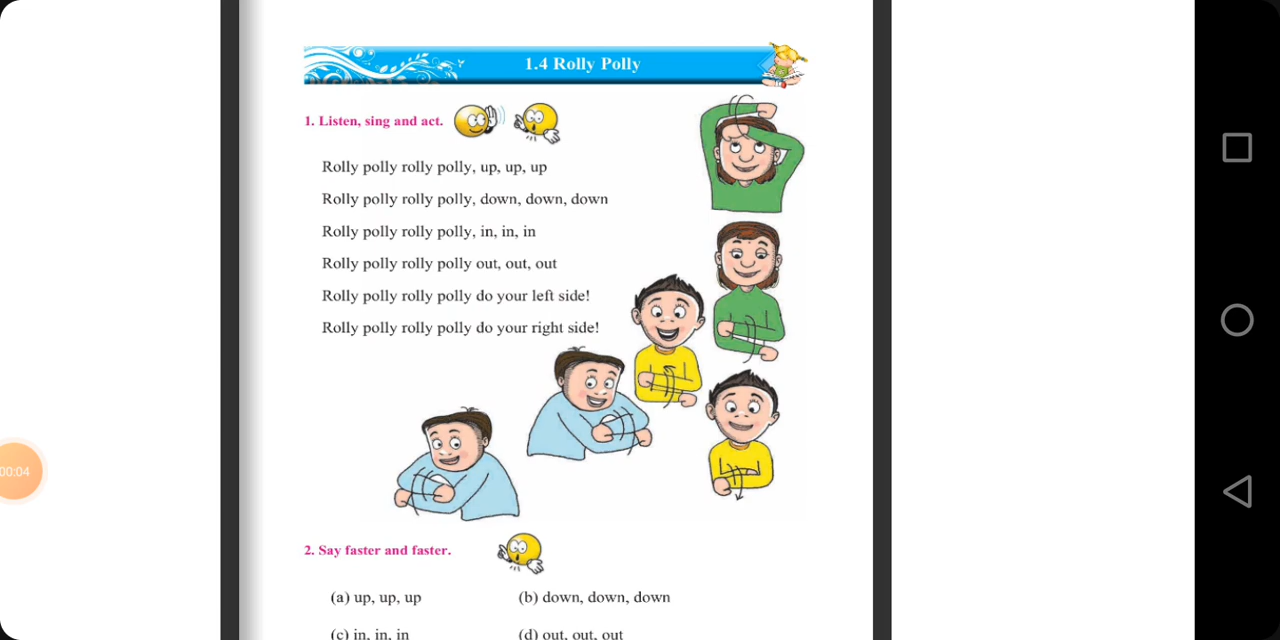 1.4 Rolly Polly
1. Listen, sing and act.
Rolly polly rolly polly, up, up, up
Rolly polly rolly polly, down, down, down
Rolly polly rolly polly, in, in, in
Rolly polly rolly polly out, out, out
Rolly polly rolly polly do your left side!
Rolly polly rolly polly do your right side!
00:04
2. Say faster and faster.
(a) up, up, up (b) down, down, down
(c) in, in, in (d) out, out, out